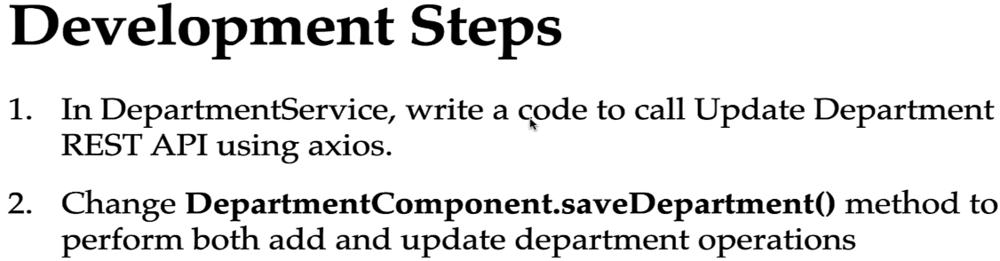 Development Steps
1. In DepartmentService, write a code to call Update Department
REST API using axios.
2. Change DepartmentComponent.saveDepartment() method to
perform both add and update department operations